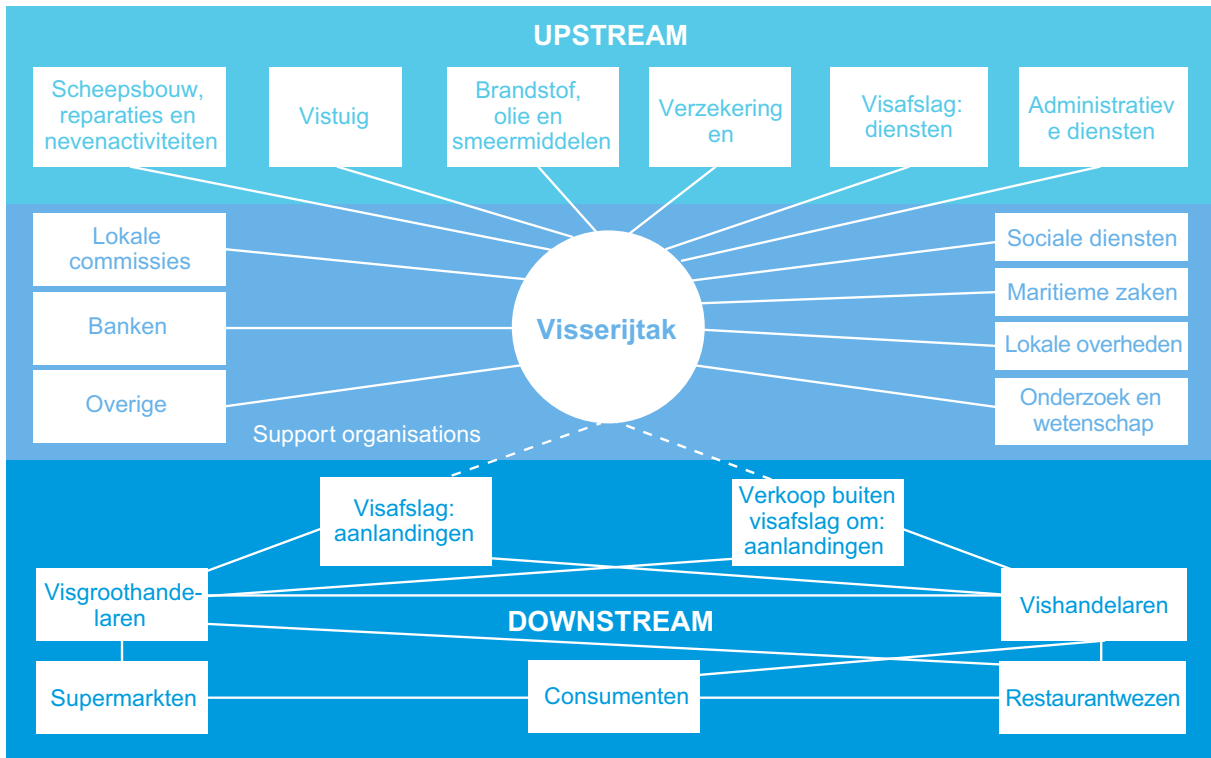 UPSTREAM
Scheepsbouw,
reparaties en
nevenactiviteiten
Vistuig
Brandstof,
olie en
smeermiddelen
Verzekering
en
Visafslag:
diensten
Administrativ
e diensten
Lokale
commissies
Banken
Overige
Visserijtak
Sociale diensten
Maritieme zaken
Lokale overheden
Onderzoek en
wetenschap
Support organisations
Visafslag:
aanlandingen
Verkoop buiten
visafslag om:
aanlandingen
Visgroothande-
laren
Vishandelaren
DOWNSTREAM
Supermarkten
Consumenten
Restaurantwezen